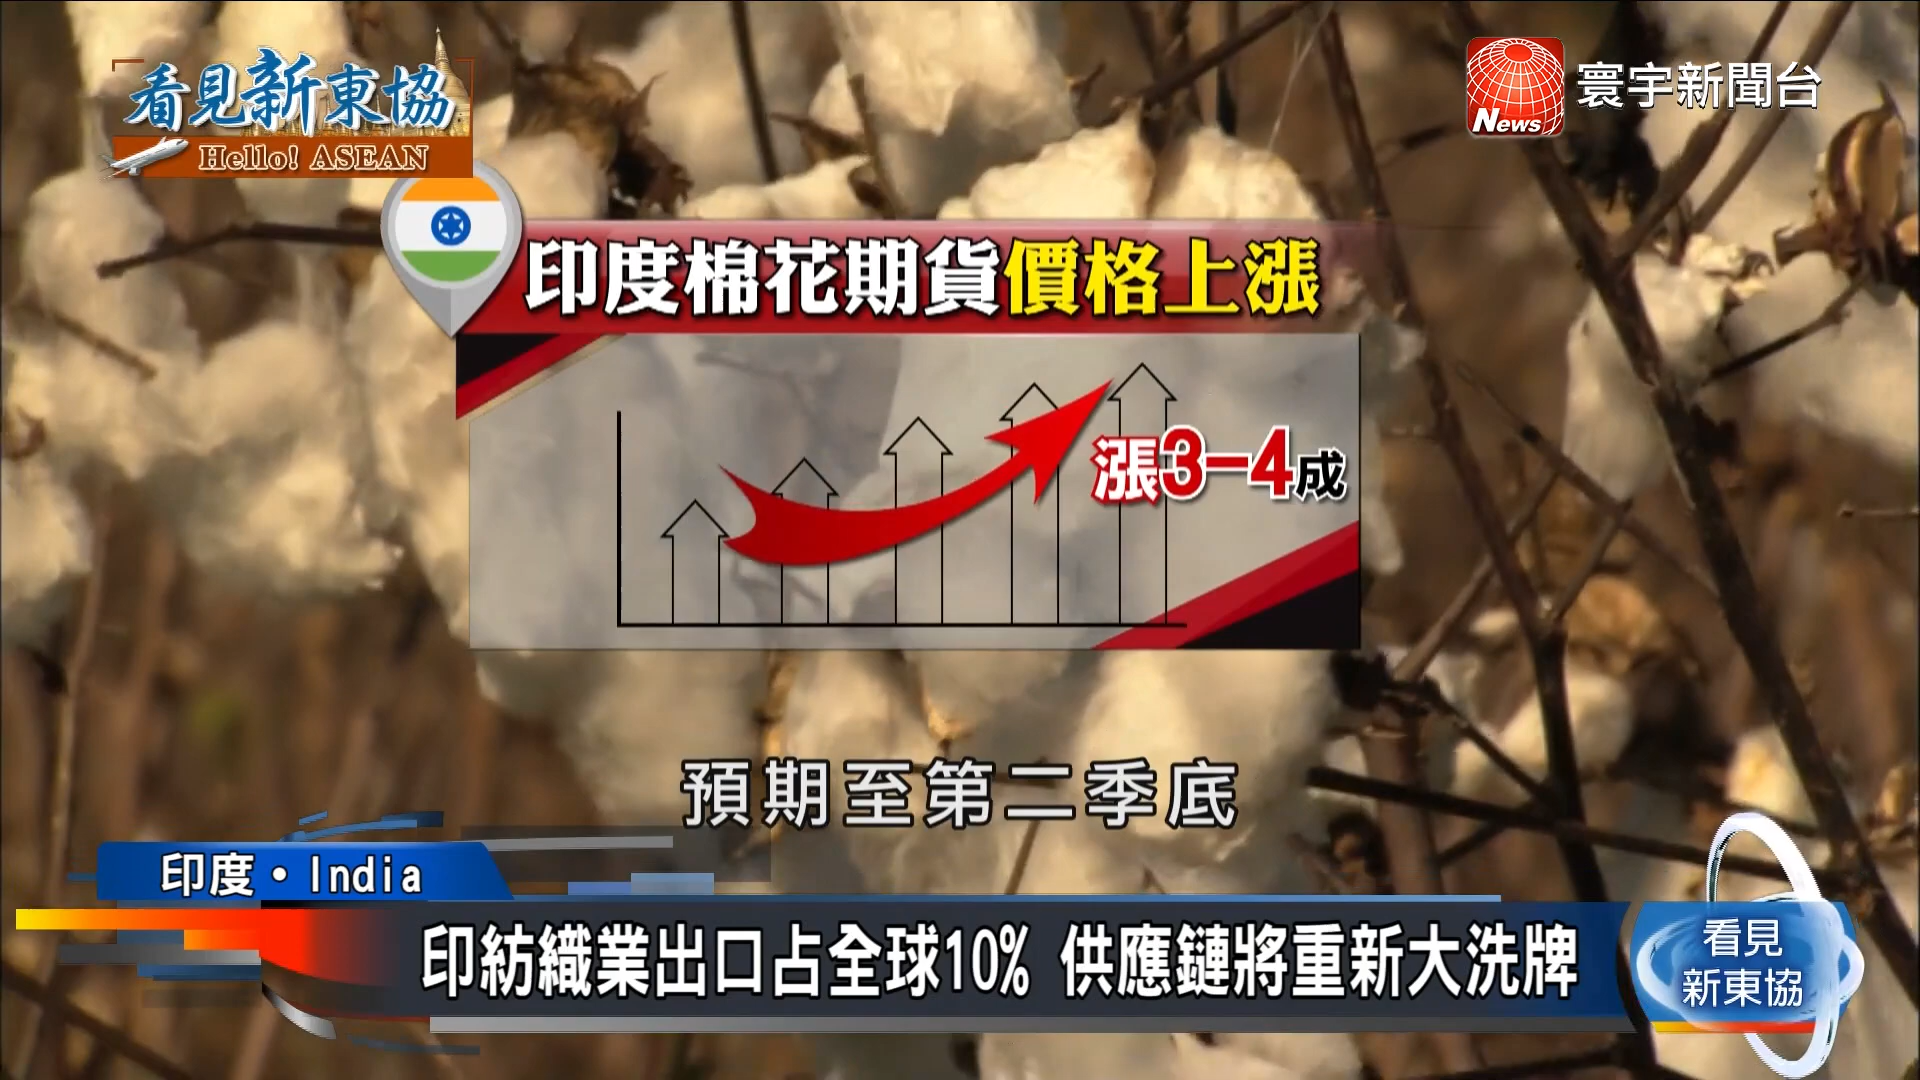 看見新東協
Hello! ASEAN
News
寰宇新聞台
印度棉花期貨價格上漲
漲3-4成
預期至第二季底
印度・India
印紡織業出口占全球10% 供應鏈將重新大洗牌
看見
新東協